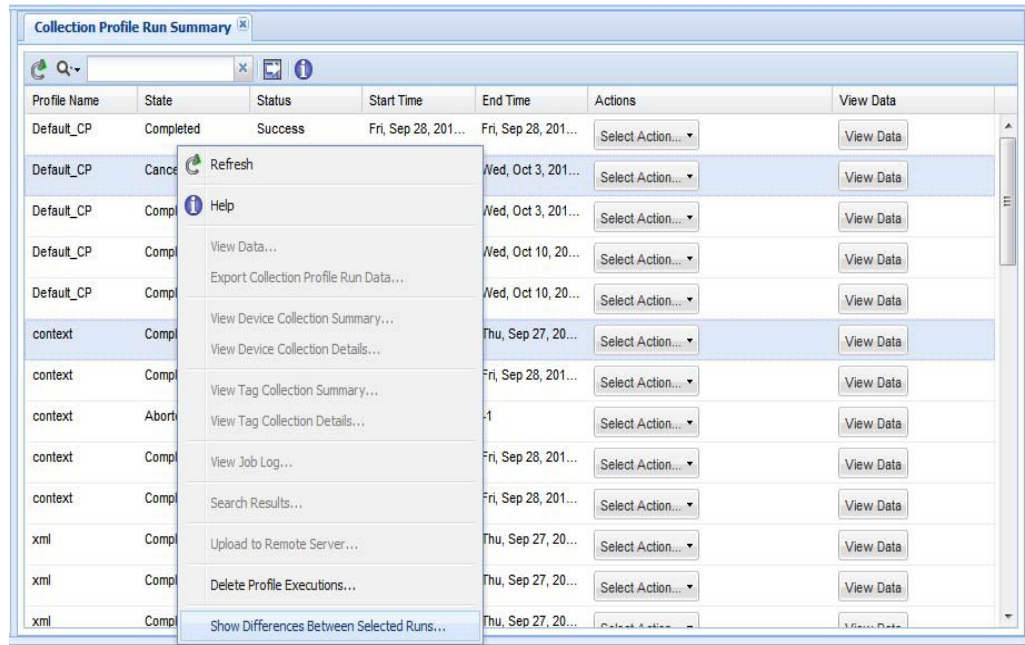 Collection Profile Run Summary
Profile Name State Status Start Time End Time Actions View Data
Default_CP Completed Success Fri, Sep 28, 201... Fri, Sep 28, 201... Select Action... View Data
Default_CP Cance Wed, Oct 3, 201... Select Action... View Data
Default_CP Compl Wed, Oct 3, 201... Select Action... View Data
Default_CP Compl Wed, Oct 10, 20... Select Action... View Data
Default_CP Compl Wed, Oct 10, 20... Select Action... View Data
context Compl Thu, Sep 27, 20... Select Action... View Data
context Compl Fri, Sep 28, 201... Select Action... View Data
context Aborte -1 Select Action... View Data
context Compl Fri, Sep 28, 201... Select Action... View Data
context Compl Fri, Sep 28, 201... Select Action... View Data
xml Compl Thu, Sep 27, 20... Select Action... View Data
xml Compl Thu, Sep 27, 20... Select Action... View Data
xml Compl Thu, Sep 27, 20... Select Action... View Data
Refresh
Help
View Data...
Export Collection Profile Run Data...
View Device Collection Summary...
View Device Collection Details...
View Tag Collection Summary...
View Tag Collection Details...
View Job Log...
Search Results...
Upload to Remote Server...
Delete Profile Executions...
Show Differences Between Selected Runs...